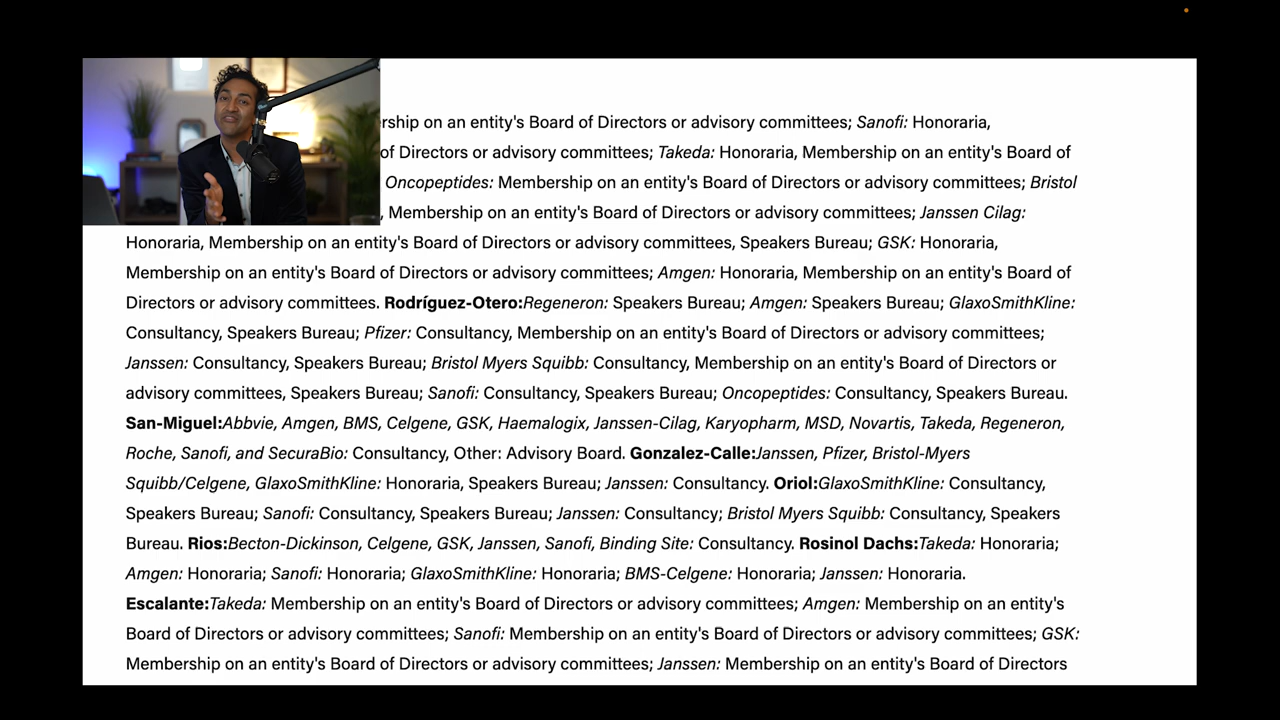 ership on an entity's Board of Directors or advisory committees; Sanofi: Honoraria,
of Directors or advisory committees; Takeda: Honoraria, Membership on an entity's Board of
Oncopeptides: Membership on an entity's Board of Directors or advisory committees; Bristol
, Membership on an entity's Board of Directors or advisory committees; Janssen Cilag:
Honoraria, Membership on an entity's Board of Directors or advisory committees, Speakers Bureau; GSK: Honoraria,
Membership on an entity's Board of Directors or advisory committees; Amgen: Honoraria, Membership on an entity's Board of
Directors or advisory committees. Rodríguez-Otero:Regeneron: Speakers Bureau; Amgen: Speakers Bureau; GlaxoSmithKline:
Consultancy, Speakers Bureau; Pfizer: Consultancy, Membership on an entity's Board of Directors or advisory committees;
Janssen: Consultancy, Speakers Bureau; Bristol Myers Squibb: Consultancy, Membership on an entity's Board of Directors or
advisory committees, Speakers Bureau; Sanofi: Consultancy, Speakers Bureau; Oncopeptides: Consultancy, Speakers Bureau.
San-Miguel:Abbvie, Amgen, BMS, Celgene, GSK, Haemalogix, Janssen-Cilag, Karyopharm, MSD, Novartis, Takeda, Regeneron,
Roche, Sanofi, and SecuraBio: Consultancy, Other: Advisory Board. Gonzalez-Calle:Janssen, Pfizer, Bristol-Myers
Squibb/Celgene, GlaxoSmithKline: Honoraria, Speakers Bureau; Janssen: Consultancy. Oriol:GlaxoSmithKline: Consultancy,
Speakers Bureau; Sanofi: Consultancy, Speakers Bureau; Janssen: Consultancy; Bristol Myers Squibb: Consultancy, Speakers
Bureau. Rios:Becton-Dickinson, Celgene, GSK, Janssen, Sanofi, Binding Site: Consultancy. Rosinol Dachs:Takeda: Honoraria;
Amgen: Honoraria; Sanofi: Honoraria; GlaxoSmithKline: Honoraria; BMS-Celgene: Honoraria; Janssen: Honoraria.
Escalante:Takeda: Membership on an entity's Board of Directors or advisory committees; Amgen: Membership on an entity's
Board of Directors or advisory committees; Sanofi: Membership on an entity's Board of Directors or advisory committees; GSK:
Membership on an entity's Board of Directors or advisory committees; Janssen: Membership on an entity's Board of Directors